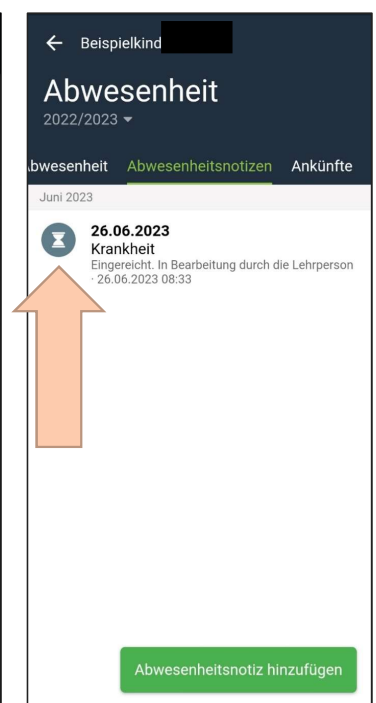 Beispielkind
Abwesenheit
2022/2023
Abwesenheit Abwesenheitsnotizen Ankünfte
Juni 2023
26.06.2023
Krankheit
Eingereicht. In Bearbeitung durch die Lehrperson
· 26.06.2023 08:33
Abwesenheitsnotiz hinzufügen